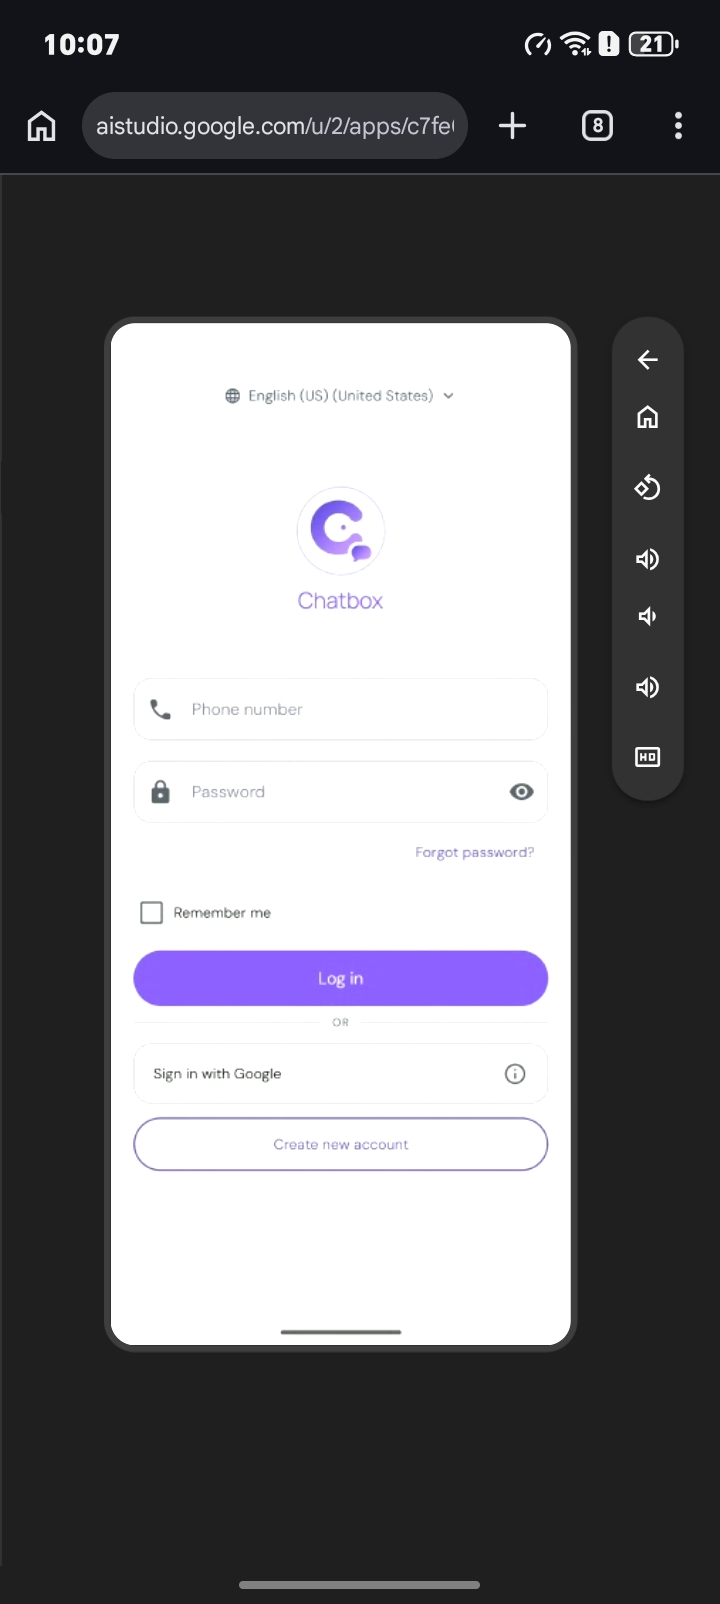 10:07
21
aistudio.google.com/u/2/apps/c7fe
8
English (US) (United States)
Chatbox
Phone number
Password
Forgot password?
Remember me
Log in
OR
Sign in with Google
Create new account
HD